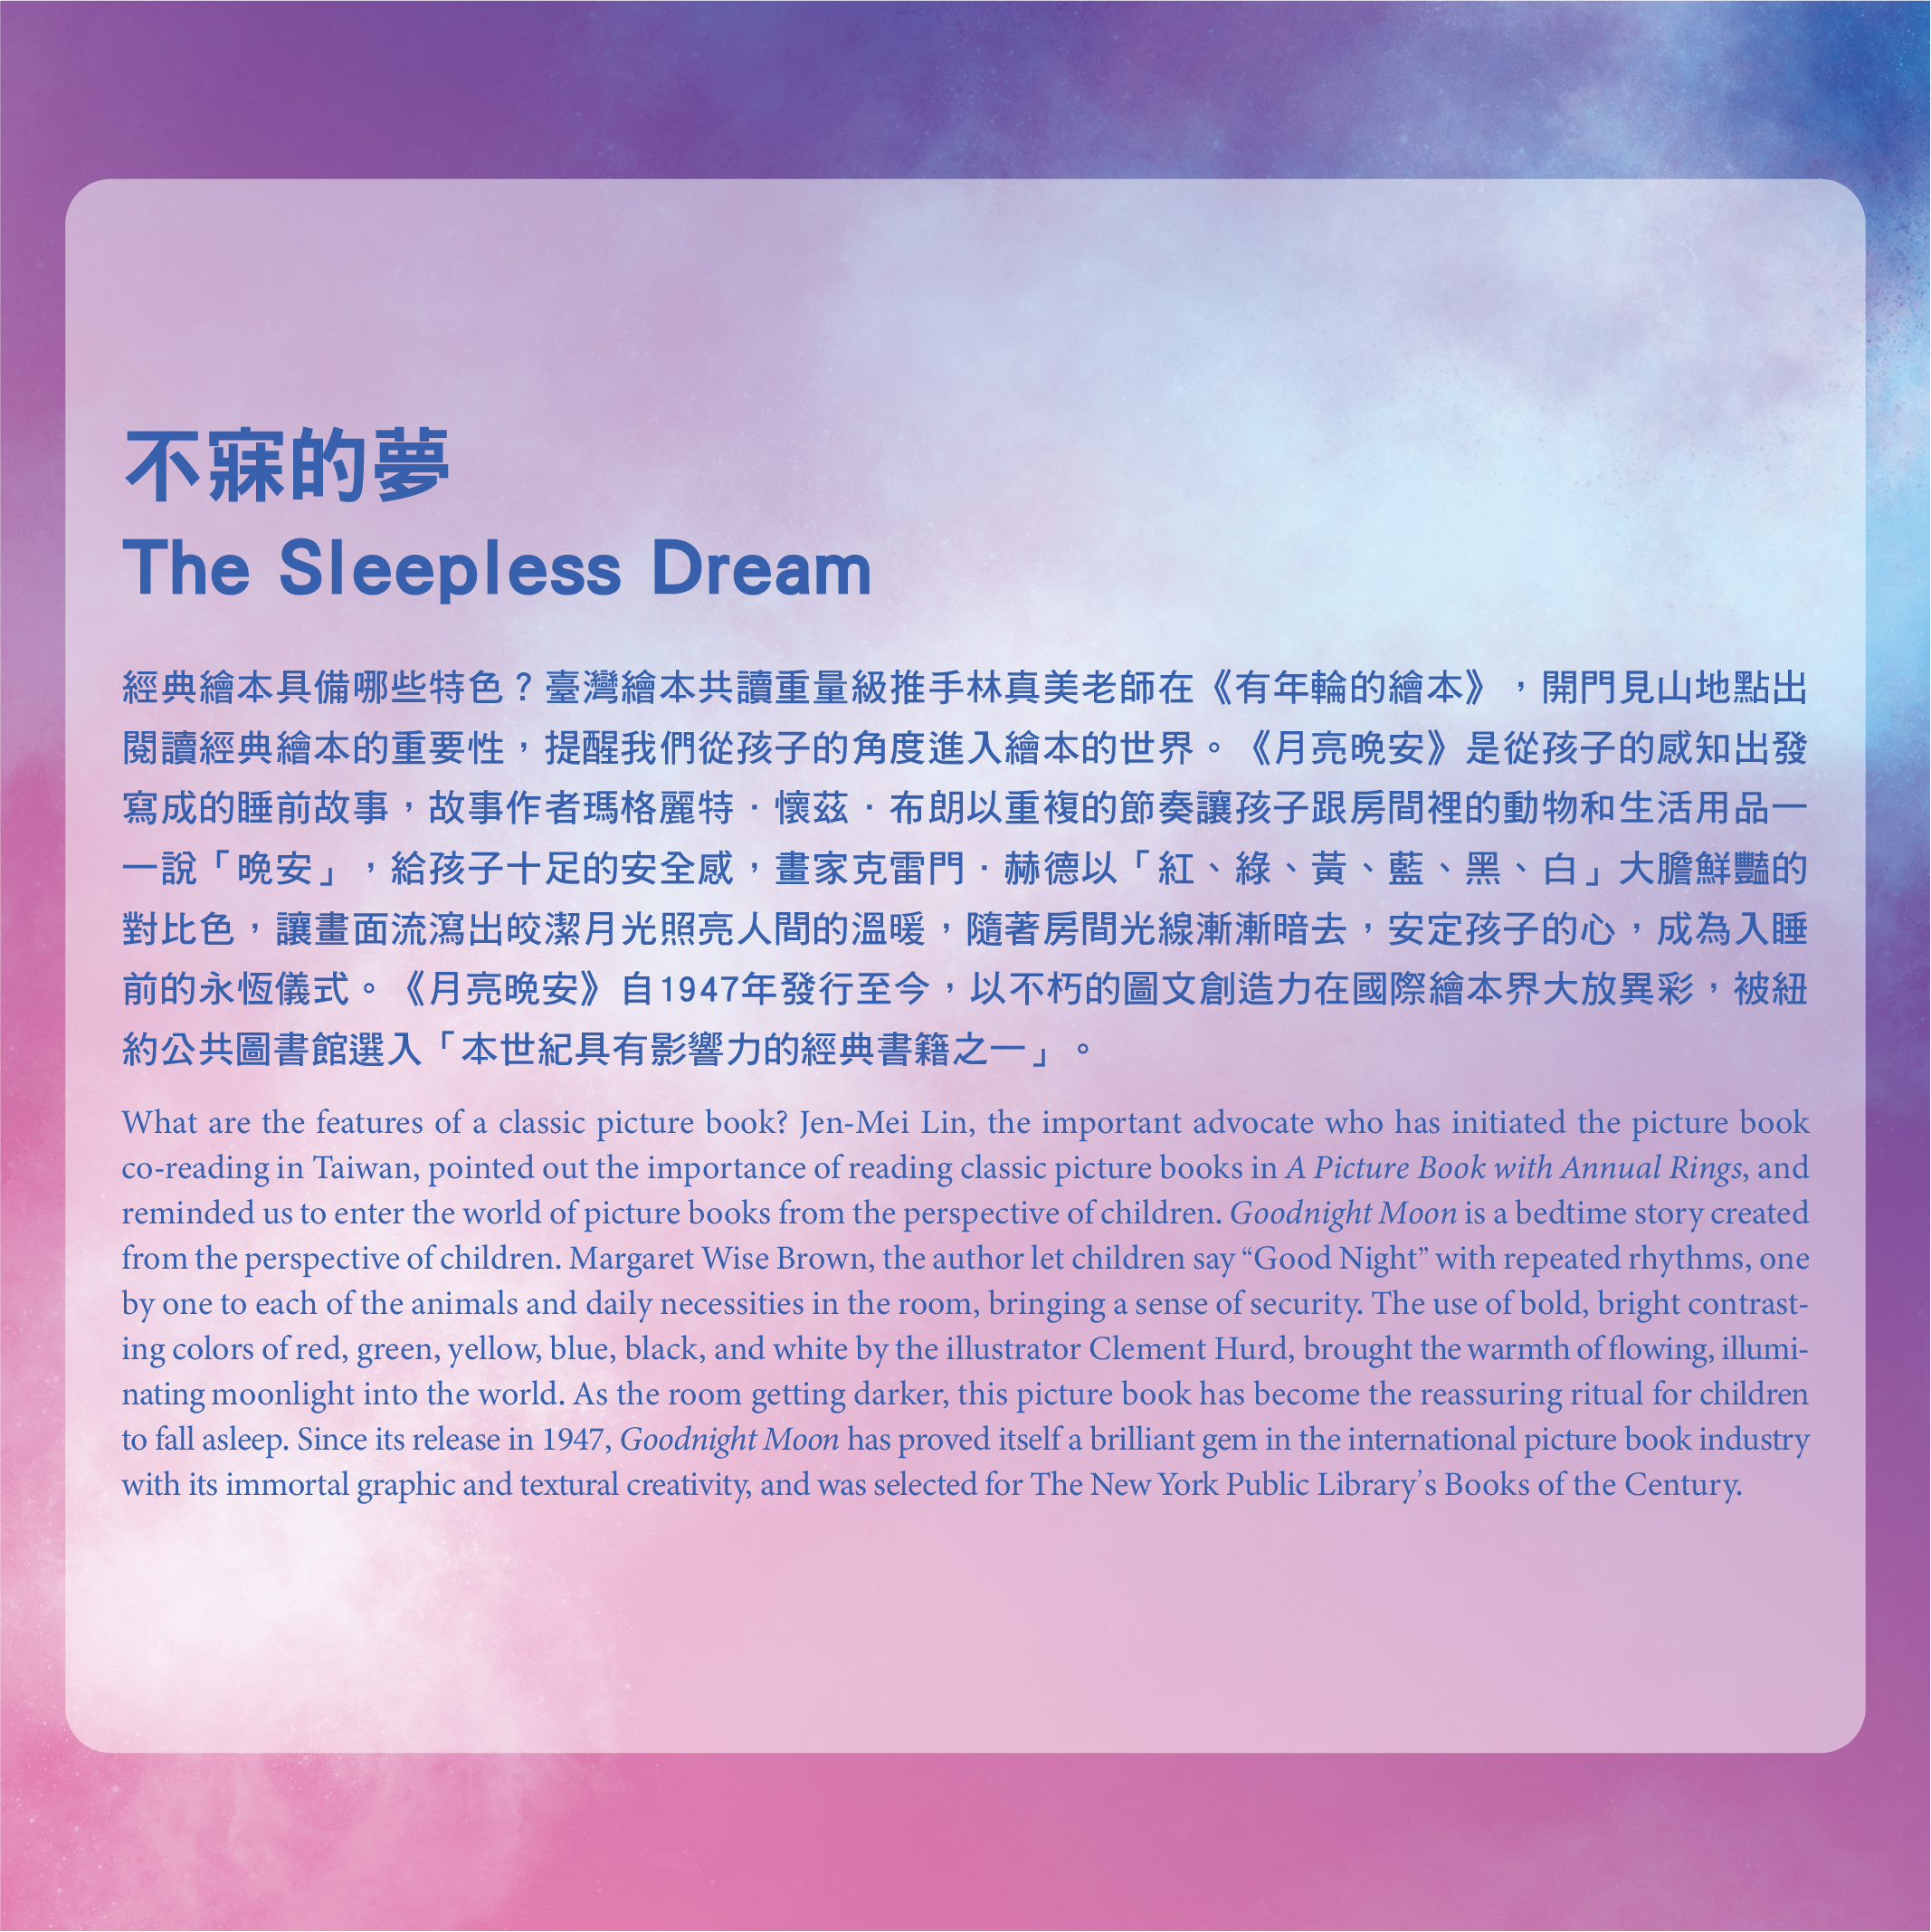 不寐的夢
The Sleepless Dream
經典繪本具備哪些特色？臺灣繪本共讀重量級推手林真美老師在《有年輪的繪本》，開門見山地點出
閱讀經典繪本的重要性，提醒我們從孩子的角度進入繪本的世界。《月亮晚安》是從孩子的感知出發
寫成的睡前故事，故事作者瑪格麗特．懷茲．布朗以重複的節奏讓孩子跟房間裡的動物和生活用品一
一說「晚安」，給孩子十足的安全感，畫家克雷門．赫德以「紅、綠、黃、藍、黑、白」大膽鮮豔的
對比色，讓畫面流瀉出皎潔月光照亮人間的溫暖，隨著房間光線漸漸暗去，安定孩子的心，成為入睡
前的永恆儀式。《月亮晚安》自1947年發行至今，以不朽的圖文創造力在國際繪本界大放異彩，被紐
約公共圖書館選入「本世紀具有影響力的經典書籍之一」。
What are the features of a classic picture book? Jen-Mei Lin, the important advocate who has initiated the picture book
co-reading in Taiwan, pointed out the importance of reading classic picture books in A Picture Book with Annual Rings, and
reminded us to enter the world of picture books from the perspective of children. Goodnight Moon is a bedtime story created
from the perspective of children. Margaret Wise Brown, the author let children say “Good Night” with repeated rhythms, one
by one to each of the animals and daily necessities in the room, bringing a sense of security. The use of bold, bright contrast-
ing colors of red, green, yellow, blue, black, and white by the illustrator Clement Hurd, brought the warmth of flowing, illumi-
nating moonlight into the world. As the room getting darker, this picture book has become the reassuring ritual for children
to fall asleep. Since its release in 1947, Goodnight Moon has proved itself a brilliant gem in the international picture book industry
with its immortal graphic and textural creativity, and was selected for The New York Public Library’s Books of the Century.